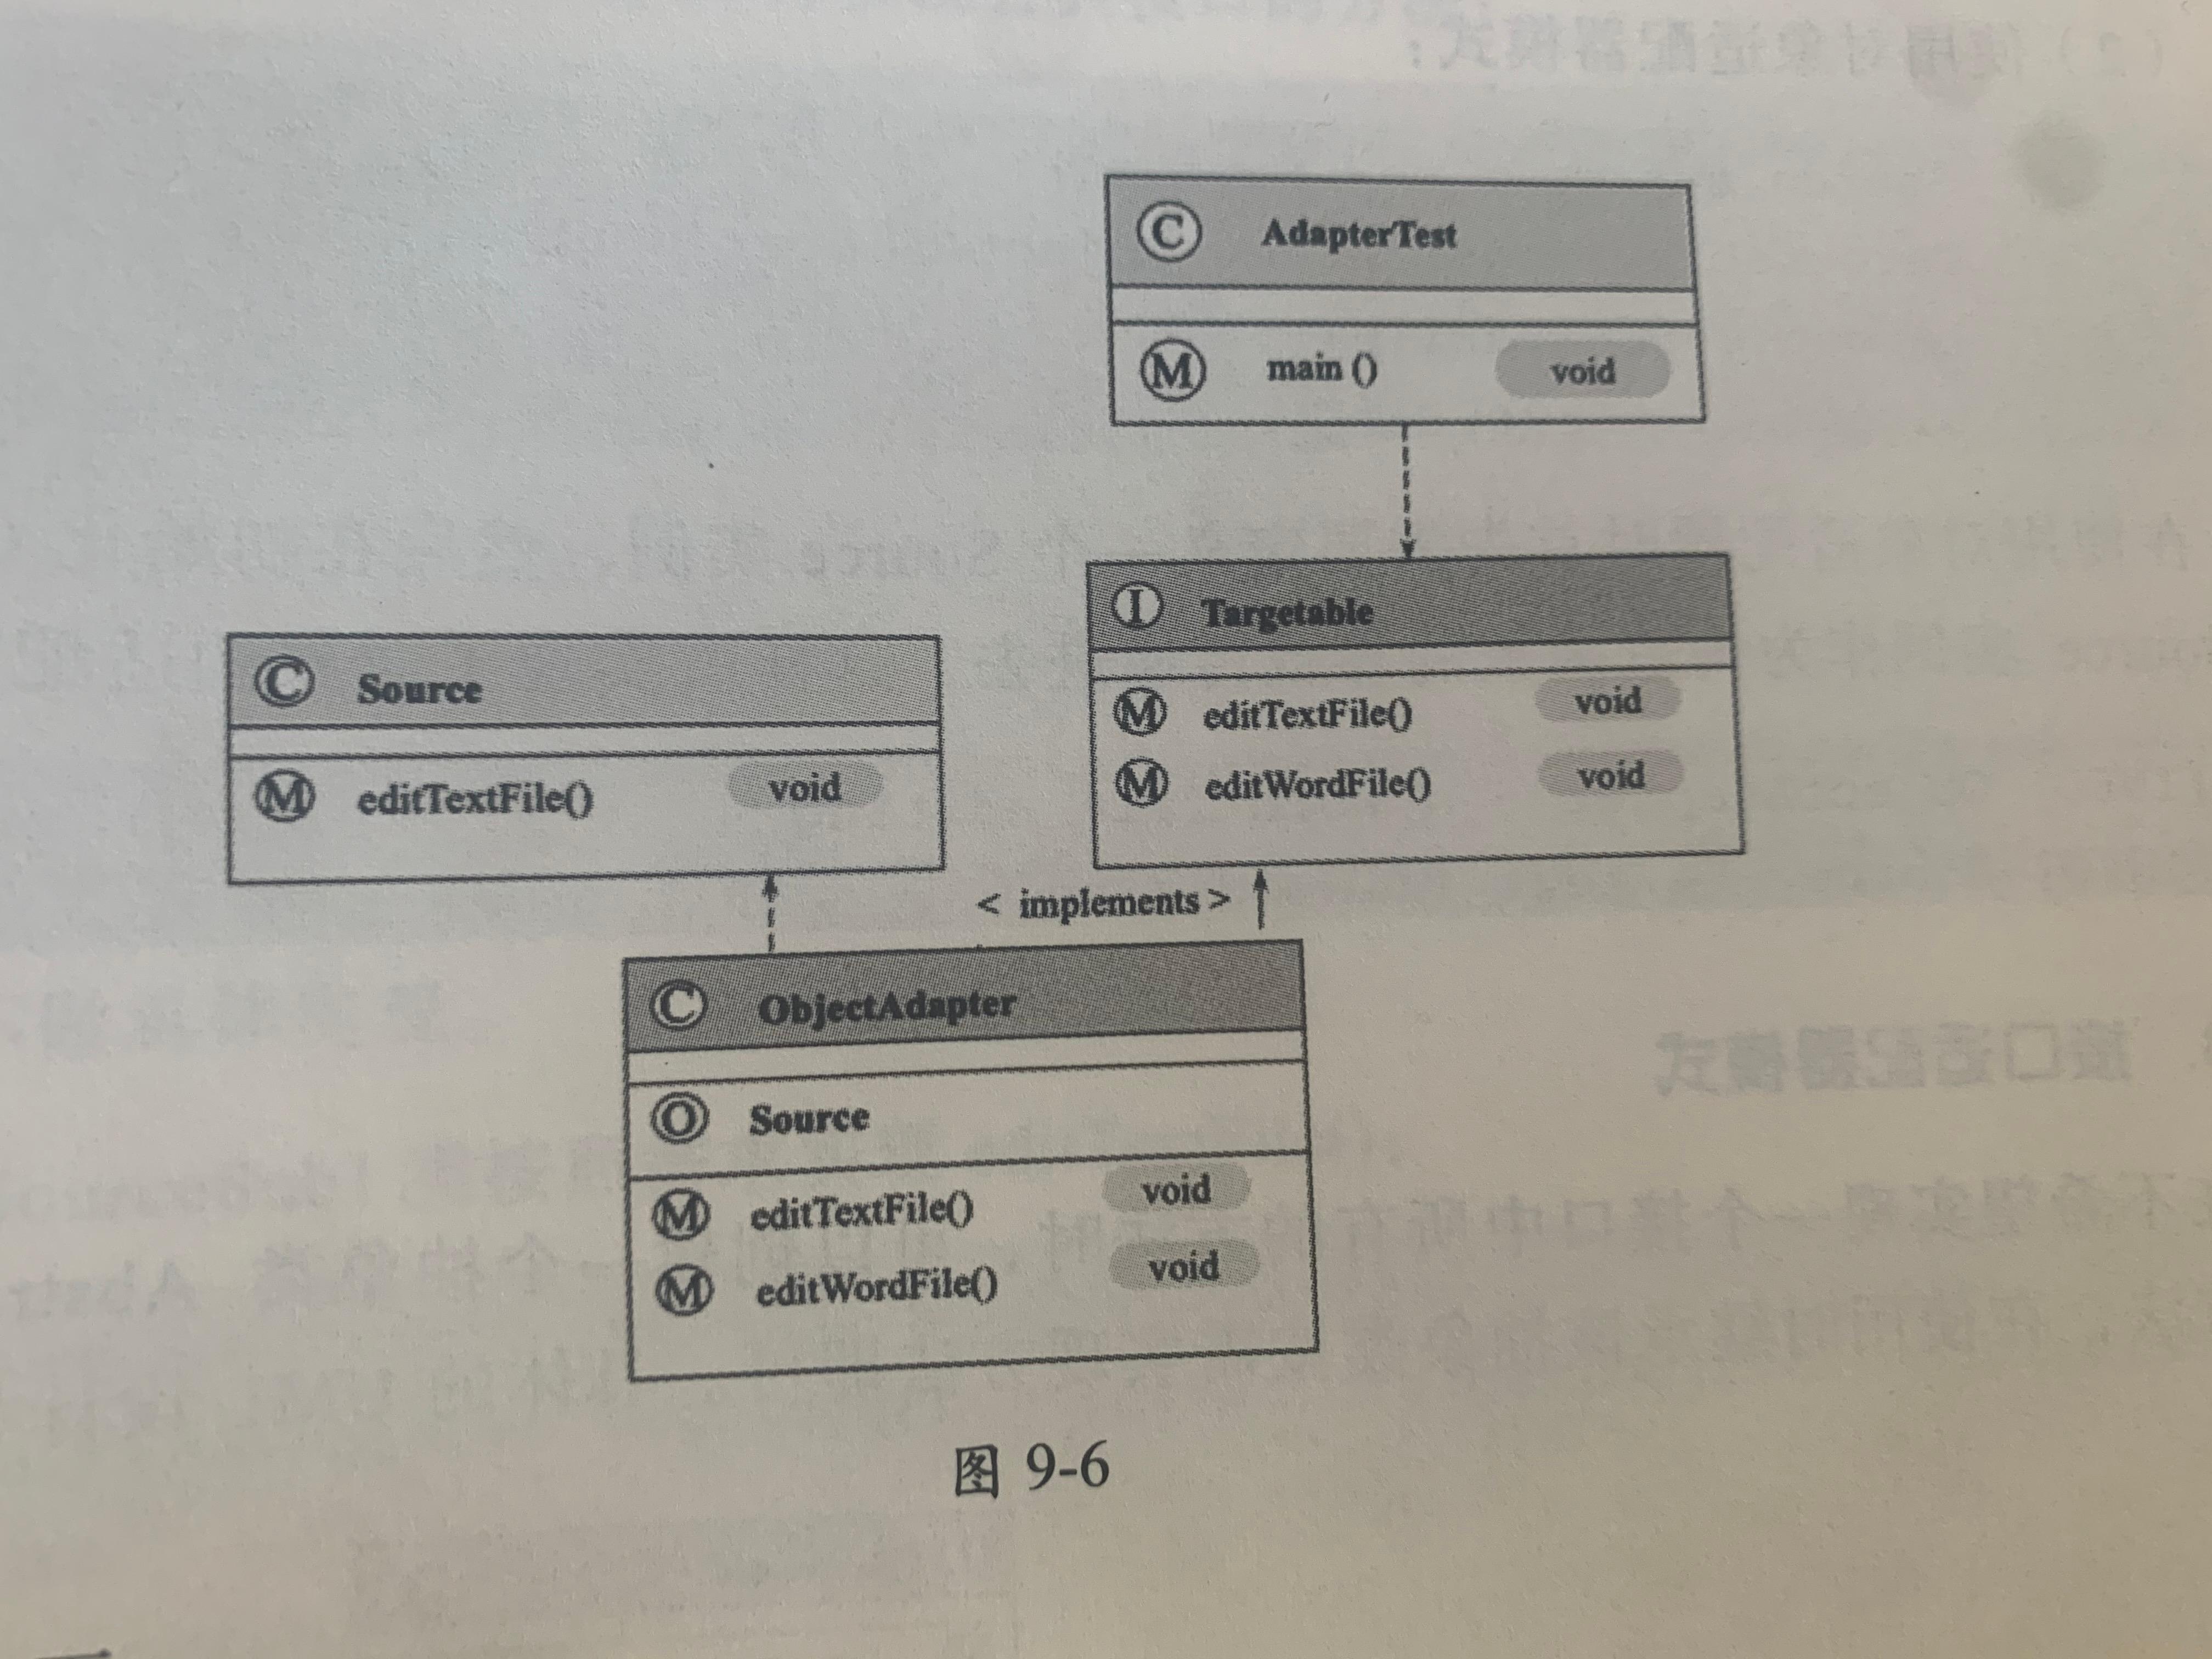 C AdapterTest
M main () void
I Targetable
M editTextFile() void
M editWordFile() void
C Source
M editTextFile() void
< implements >
C ObjectAdapter
O Source
M editTextFile() void
M editWordFile() void
图 9-6